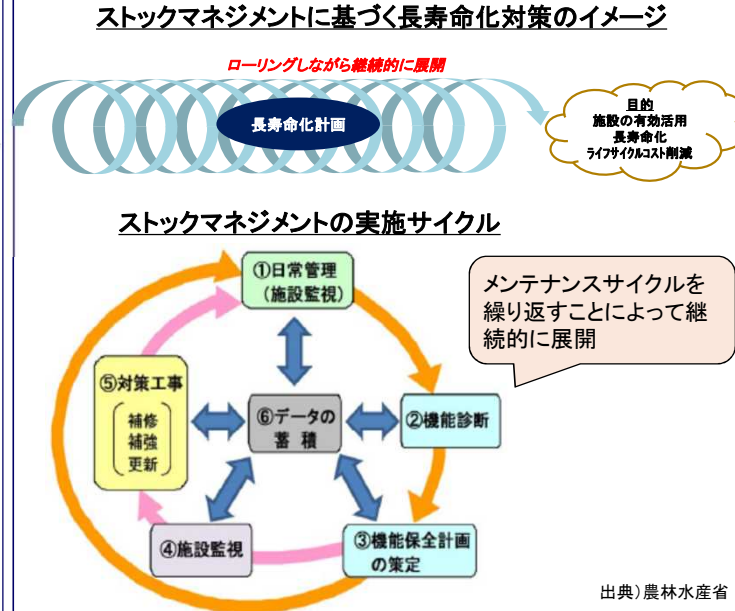 ストックマネジメントに基づく長寿命化対策のイメージ
ローリングしながら継続的に展開
長寿命化計画
目的
施設の有効活用
長寿命化
ライフサイクルコスト削減
ストックマネジメントの実施サイクル
①日常管理
(施設監視)
メンテナンスサイクルを
繰り返すことによって継
続的に展開
⑤対策工事
補修
補強
更新
⑥データの
蓄 積
②機能診断
④施設監視
③機能保全計画
の策定
出典)農林水産省